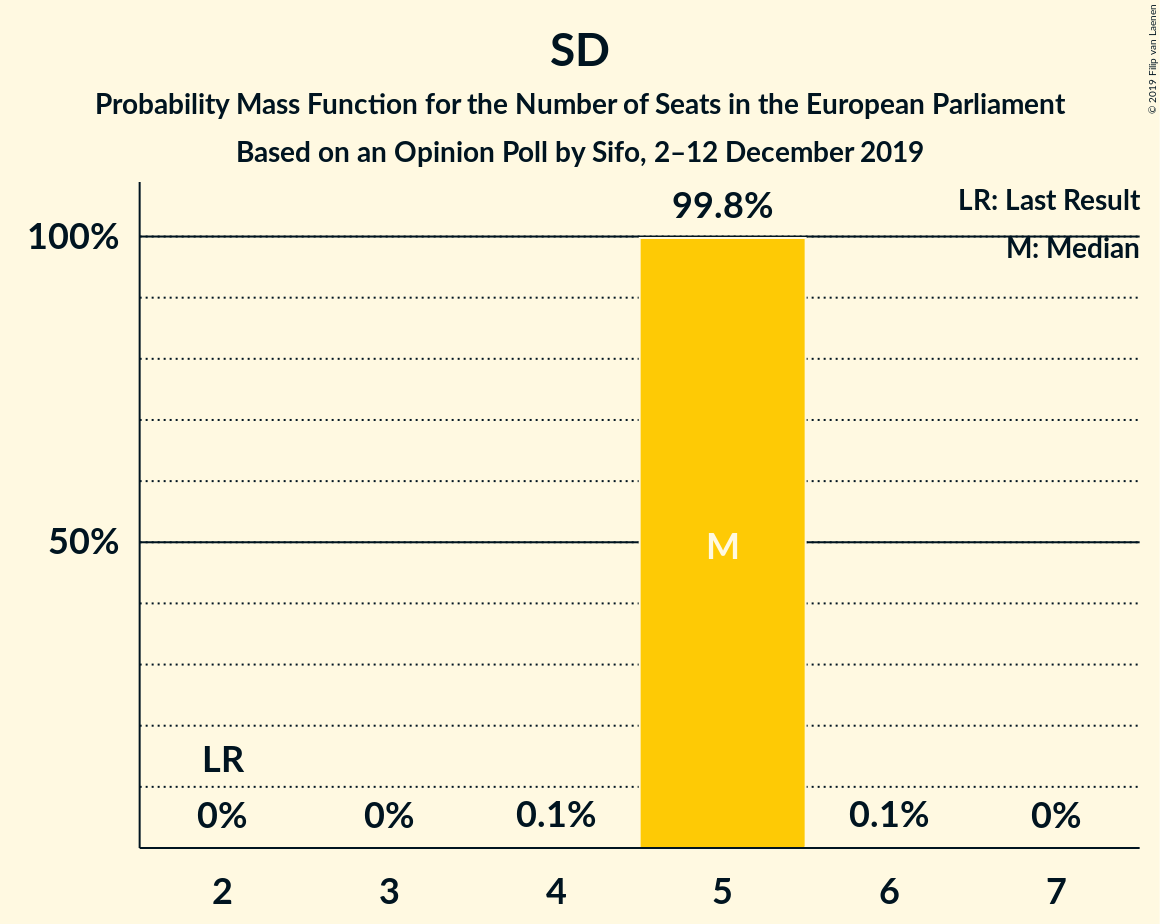 SD
Probability Mass Function for the Number of Seats in the European Parliament
Based on an Opinion Poll by Sifo, 2–12 December 2019
© 2019 Filip van Laenen
99.8%
LR: Last Result
100%
M: Median
50%
M
LR
0% 0% 0.1% 0.1% 0%
2 3 4 5 6 7